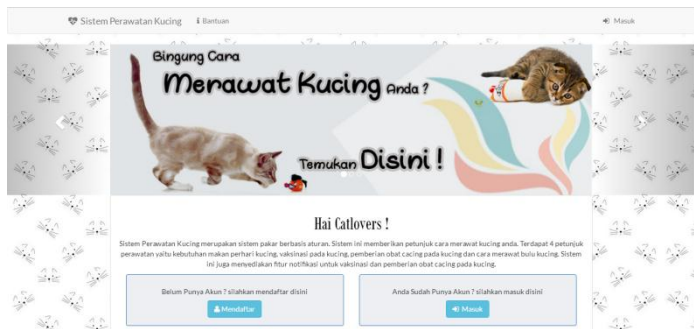 Sistem Perawatan Kucing
Bantuan
Masuk
Bingung Cara
Merawat Kucing Anda ?
Temukan Disini !
Hai Catlovers !
Sistem Perawatan Kucing merupakan sistem pakar berbasis aturan. Sistem ini memberikan petunjuk cara merawat kucing anda. Terdapat 4 petunjuk
perawatan yaitu kebutuhan makan perhari kucing, vaksinasi pada kucing, pemberian obat cacing pada kucing dan cara merawat bulu kucing. Sistem
ini juga menyediakan fitur notifikasi untuk vaksinasi dan pemberian obat cacing pada kucing.
Belum Punya Akun ? silahkan mendaftar disini
Mendaftar
Anda Sudah Punya Akun ? silahkan masuk disini
Masuk